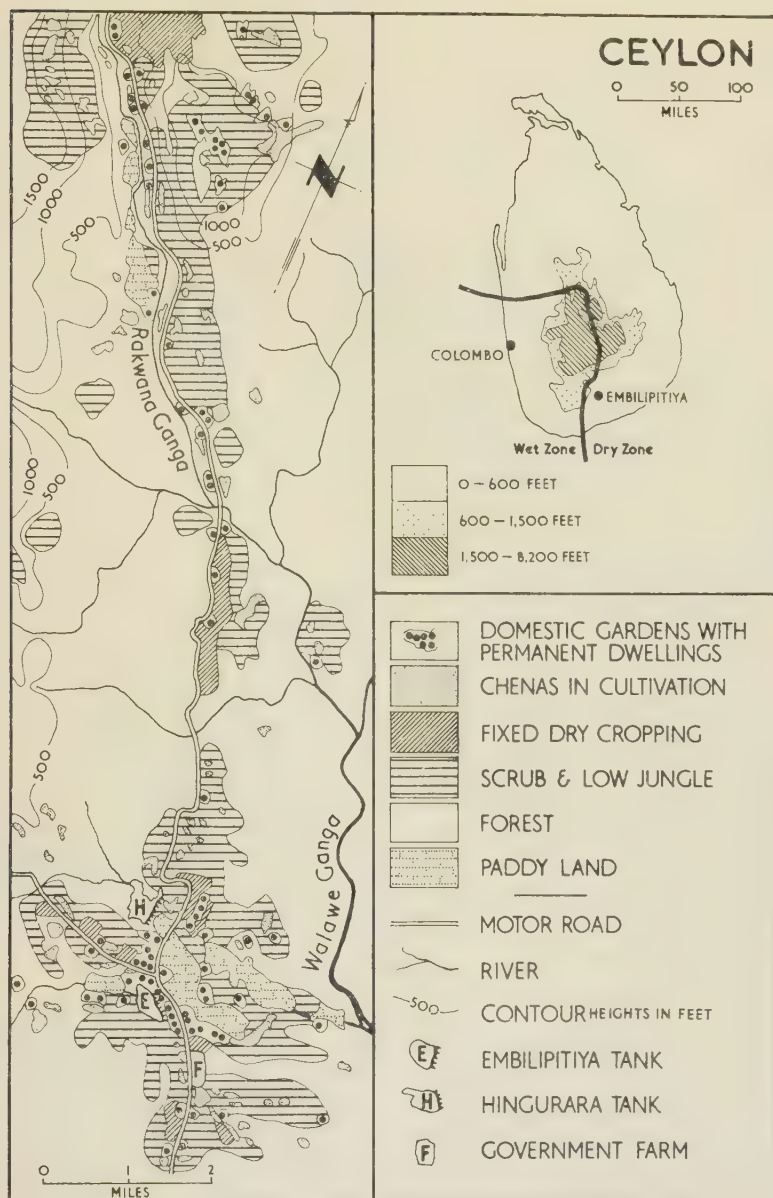 1500
1000
500
1000
500
N
Rakwana Ganga
1000
500
500
Walawe Ganga
H
E
F
0 1 2
MILES
CEYLON
0 50 100
MILES
COLOMBO
EMBILIPITIYA
Wet Zone Dry Zone
0 – 600 FEET
600 – 1,500 FEET
1,500 – 8,200 FEET
DOMESTIC GARDENS WITH
PERMANENT DWELLINGS
CHENAS IN CULTIVATION
FIXED DRY CROPPING
SCRUB & LOW JUNGLE
FOREST
PADDY LAND
MOTOR ROAD
RIVER
500 CONTOUR HEIGHTS IN FEET
E EMBILIPITIYA TANK
H HINGURARA TANK
F GOVERNMENT FARM